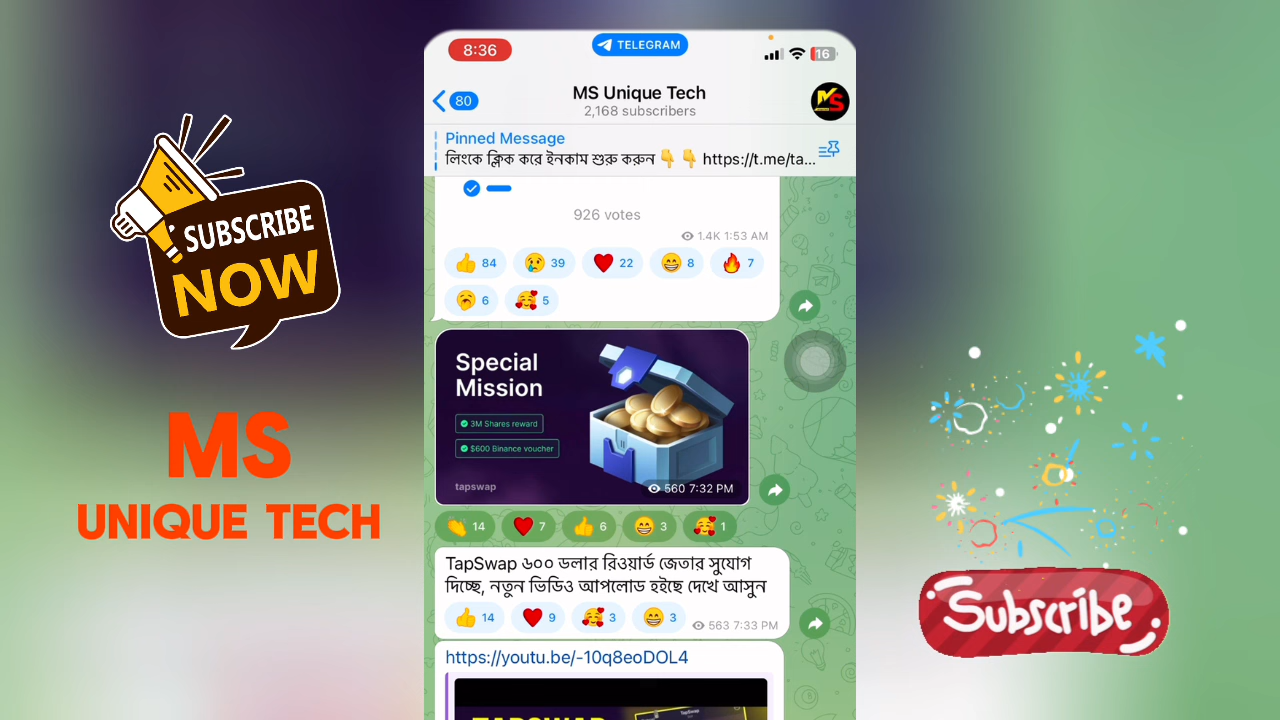 SUBSCRIBE
NOW
MS
UNIQUE TECH
8:36
TELEGRAM
16
80
MS Unique Tech
2,168 subscribers
MS
Pinned Message
লিংকে ক্লিক করে ইনকাম শুরু করুন 👇 👇 https://t.me/ta...
926 votes
1.4K 1:53 AM
👍 84 😢 39 ❤️ 22 😁 8 🔥 7
🥱 6 🥰 5
Special
Mission
3M Shares reward
$600 Binance voucher
tapswap
560 7:32 PM
👏 14 ❤️ 7 👍 6 😁 3 🥰 1
TapSwap ৬০০ ডলার রিওয়ার্ড জেতার সুযোগ
দিচ্ছে, নতুন ভিডিও আপলোড হইছে দেখে আসুন
👍 14 ❤️ 9 🥰 3 😁 3 563 7:33 PM
https://youtu.be/-10q8eoDOL4
TapSwap
TAPSWAP
Subscribe